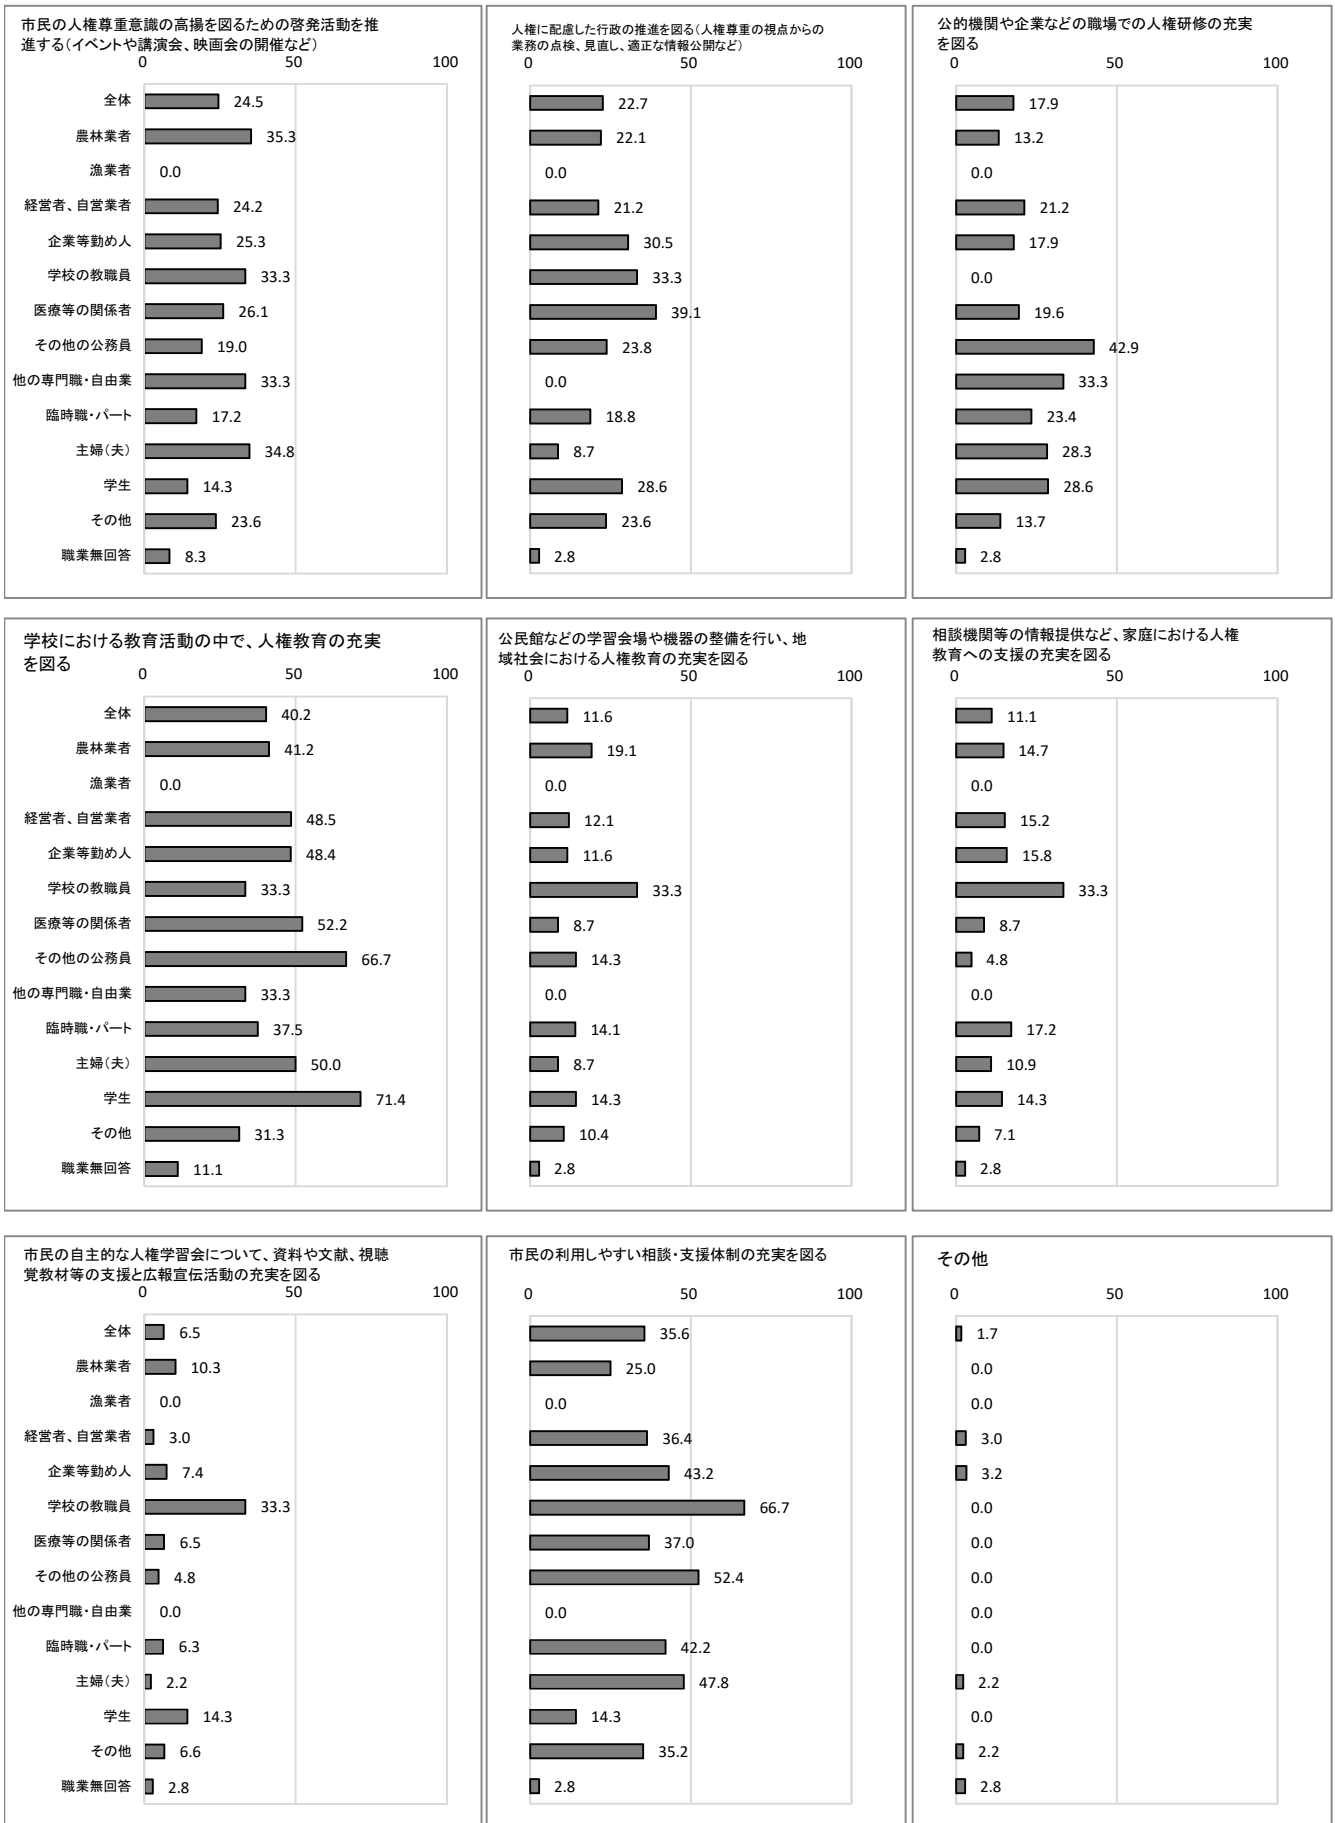 市民の人権尊重意識の高揚を図るための啓発活動を推
進する(イベントや講演会、映画会の開催など)
0 50 100
全体 24.5
農林業者 35.3
漁業者 0.0
経営者、自営業者 24.2
企業等勤め人 25.3
学校の教職員 33.3
医療等の関係者 26.1
その他の公務員 19.0
他の専門職・自由業 33.3
臨時職・パート 17.2
主婦(夫) 34.8
学生 14.3
その他 23.6
職業無回答 8.3
人権に配慮した行政の推進を図る(人権尊重の視点からの
業務の点検、見直し、適正な情報公開など)
0 50 100
22.7
22.1
0.0
21.2
30.5
33.3
39.1
23.8
0.0
18.8
8.7
28.6
23.6
2.8
公的機関や企業などの職場での人権研修の充実
を図る
0 50 100
17.9
13.2
0.0
21.2
17.9
0.0
19.6
42.9
33.3
23.4
28.3
28.6
13.7
2.8
学校における教育活動の中で、人権教育の充実
を図る
0 50 100
全体 40.2
農林業者 41.2
漁業者 0.0
経営者、自営業者 48.5
企業等勤め人 48.4
学校の教職員 33.3
医療等の関係者 52.2
その他の公務員 66.7
他の専門職・自由業 33.3
臨時職・パート 37.5
主婦(夫) 50.0
学生 71.4
その他 31.3
職業無回答 11.1
公民館などの学習会場や機器の整備を行い、地
域社会における人権教育の充実を図る
0 50 100
11.6
19.1
0.0
12.1
11.6
33.3
8.7
14.3
0.0
14.1
8.7
14.3
10.4
2.8
相談機関等の情報提供など、家庭における人権
教育への支援の充実を図る
0 50 100
11.1
14.7
0.0
15.2
15.8
33.3
8.7
4.8
0.0
17.2
10.9
14.3
7.1
2.8
市民の自主的な人権学習会について、資料や文献、視聴
覚教材等の支援と広報宣伝活動の充実を図る
0 50 100
全体 6.5
農林業者 10.3
漁業者 0.0
経営者、自営業者 3.0
企業等勤め人 7.4
学校の教職員 33.3
医療等の関係者 6.5
その他の公務員 4.8
他の専門職・自由業 0.0
臨時職・パート 6.3
主婦(夫) 2.2
学生 14.3
その他 6.6
職業無回答 2.8
市民の利用しやすい相談・支援体制の充実を図る
0 50 100
35.6
25.0
0.0
36.4
43.2
66.7
37.0
52.4
0.0
42.2
47.8
14.3
35.2
2.8
その他
0 50 100
1.7
0.0
0.0
3.0
3.2
0.0
0.0
0.0
0.0
0.0
2.2
0.0
2.2
2.8